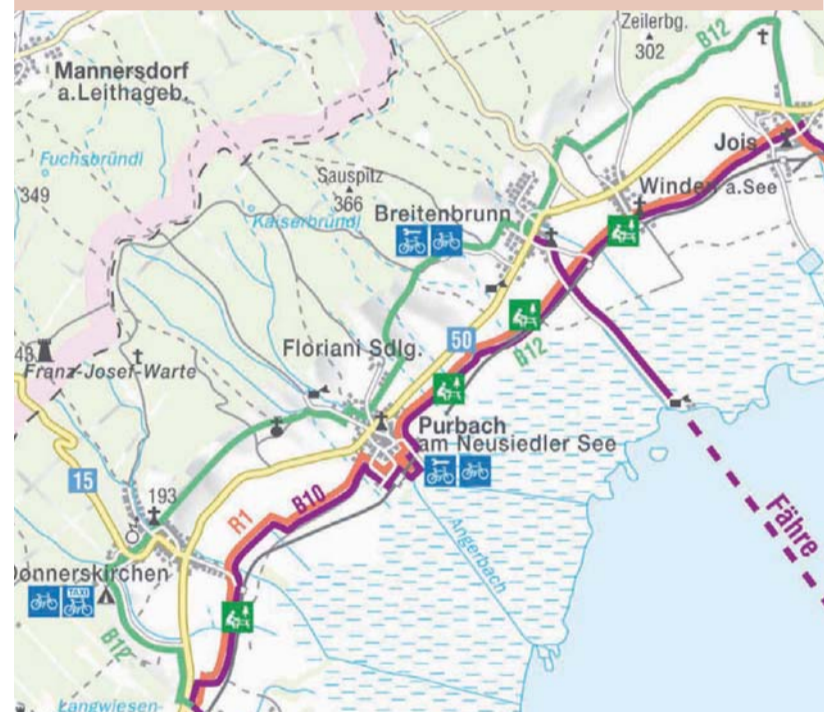 Zeilerbg.
302
B12
Mannersdorf
a.Leithageb.
Fuchsbründl
349
Sauspitz
366
Kaiserbründl
Breitenbrunn
Jois
Winden a.See
Floriani Sdlg.
50
B12
Franz-Josef-Warte
Purbach
am Neusiedler See
15
193
R1
B10
Angerbach
Fähre
Donnerskirchen
TAXI
B12
Langwiesen-